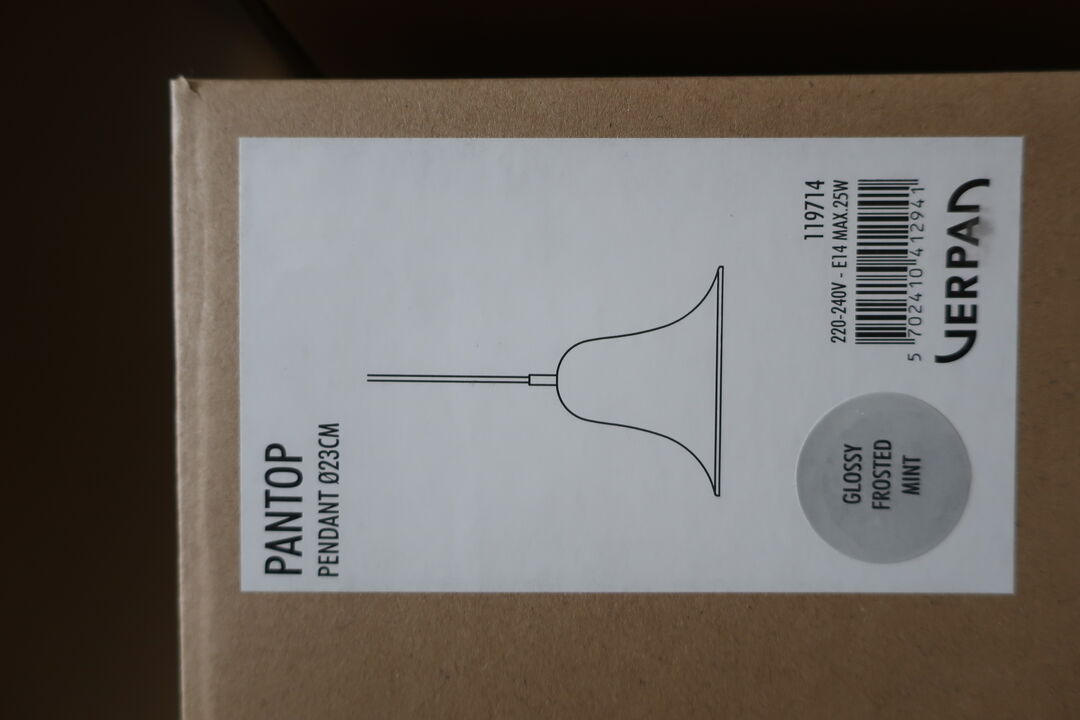 PANTOP
PENDANT Ø23CM
119714
220-240V - E14 MAX.25W
5 702410 412941
VERPAN
GLOSSY
FROSTED
MINT